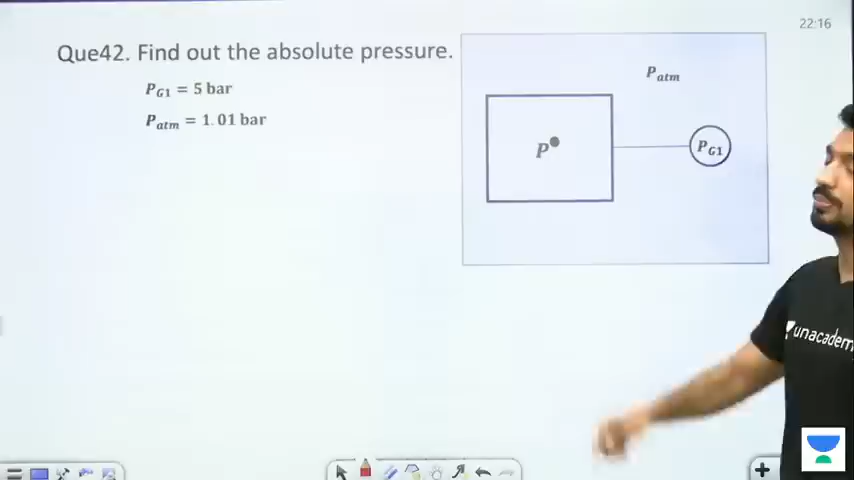 22:16
Que42. Find out the absolute pressure.
P_G1 = 5 bar
P_atm = 1.01 bar
P_atm
P
P_G1
unacadem